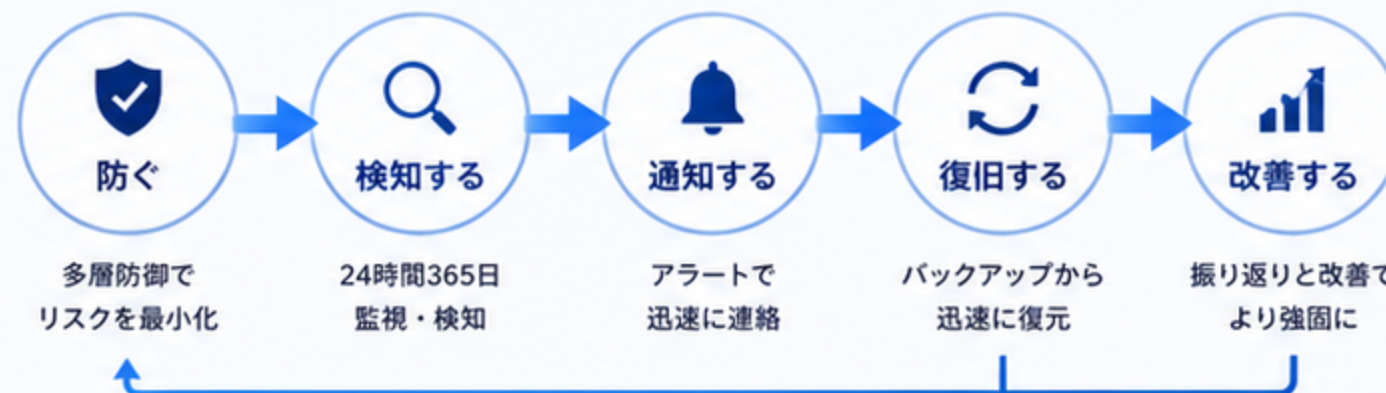 防ぐ
多層防御で
リスクを最小化
検知する
24時間365日
監視・検知
通知する
アラートで
迅速に連絡
復旧する
バックアップから
迅速に復元
改善する
振り返りと改善で
より強固に